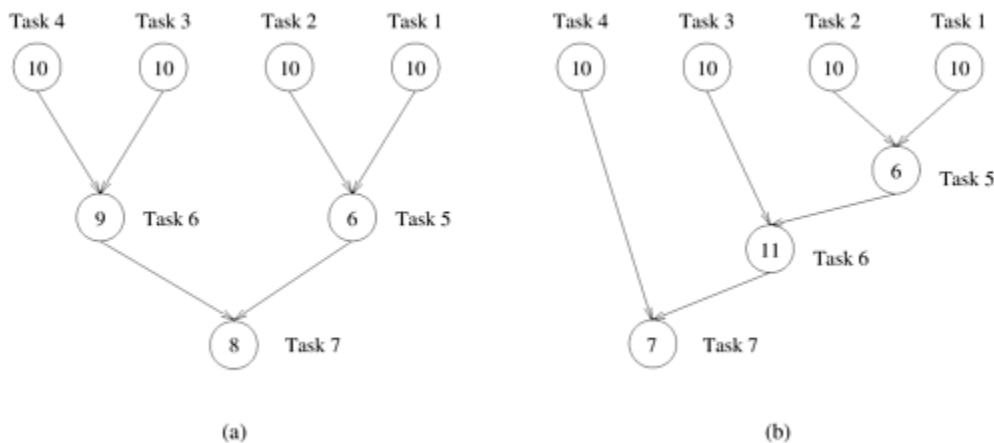 Task 4 Task 3 Task 2 Task 1
10 10 10 10
9 Task 6 6 Task 5
8 Task 7
(a)
Task 4 Task 3 Task 2 Task 1
10 10 10 10
6 Task 5
11 Task 6
7 Task 7
(b)